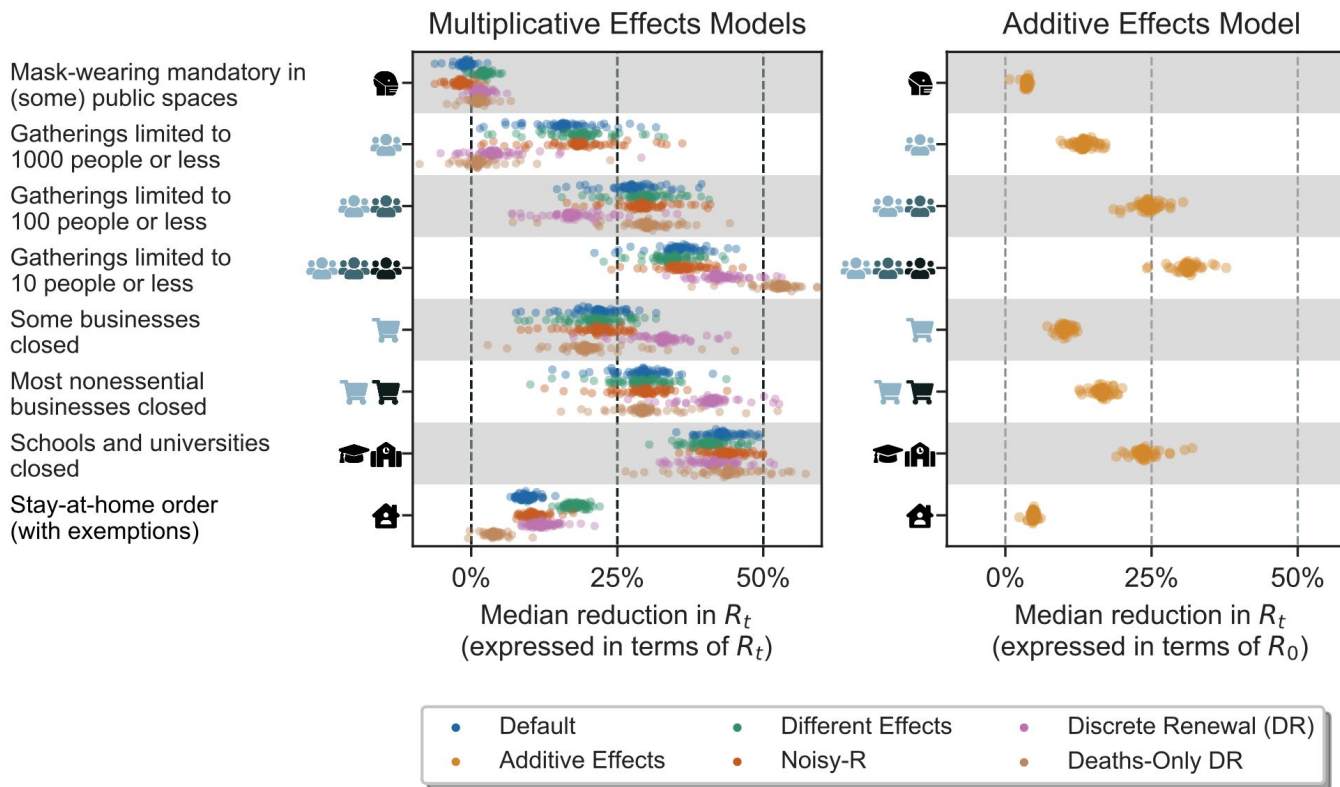 Multiplicative Effects Models
Additive Effects Model
Mask-wearing mandatory in
(some) public spaces
Gatherings limited to
1000 people or less
Gatherings limited to
100 people or less
Gatherings limited to
10 people or less
Some businesses
closed
Most nonessential
businesses closed
Schools and universities
closed
Stay-at-home order
(with exemptions)
0% 25% 50%
0% 25% 50%
Median reduction in Rt
(expressed in terms of Rt)
Median reduction in Rt
(expressed in terms of R0)
Default
Different Effects
Discrete Renewal (DR)
Additive Effects
Noisy-R
Deaths-Only DR